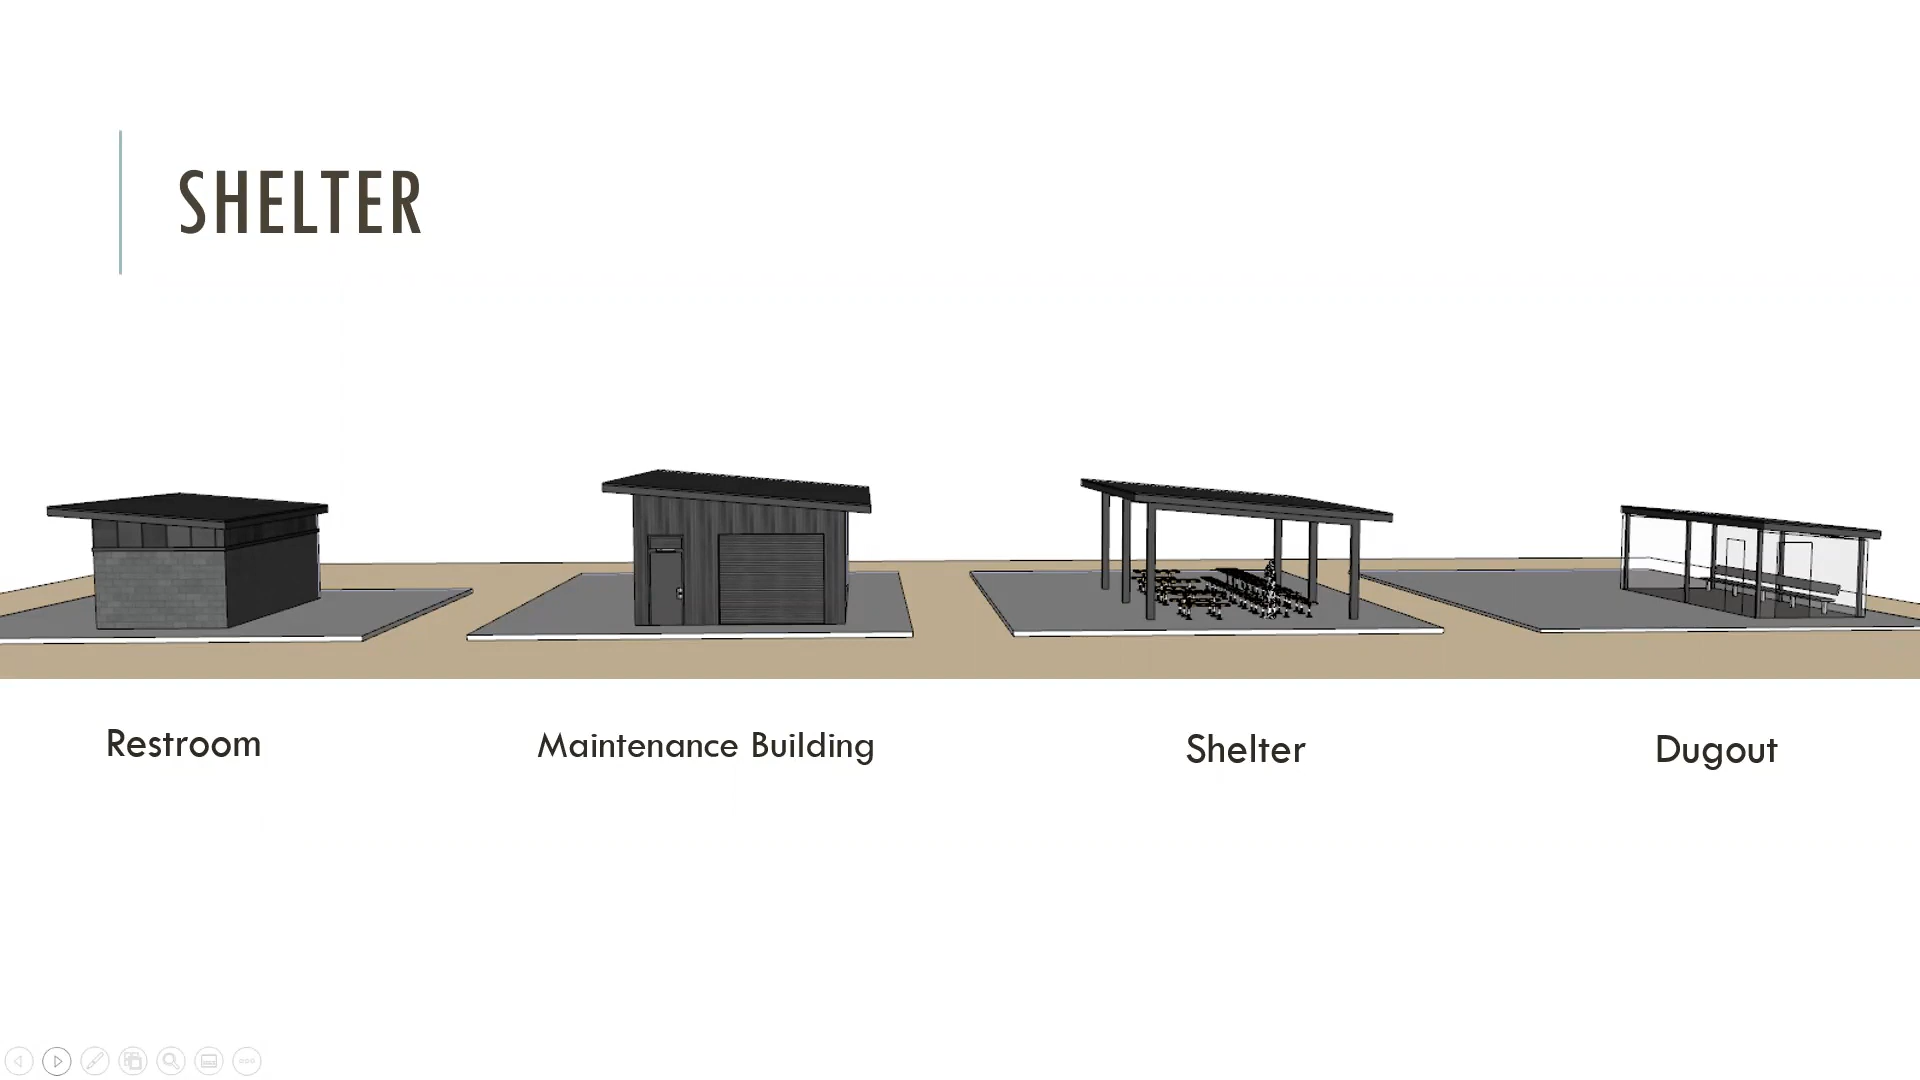 SHELTER
Restroom
Maintenance Building
Shelter
Dugout